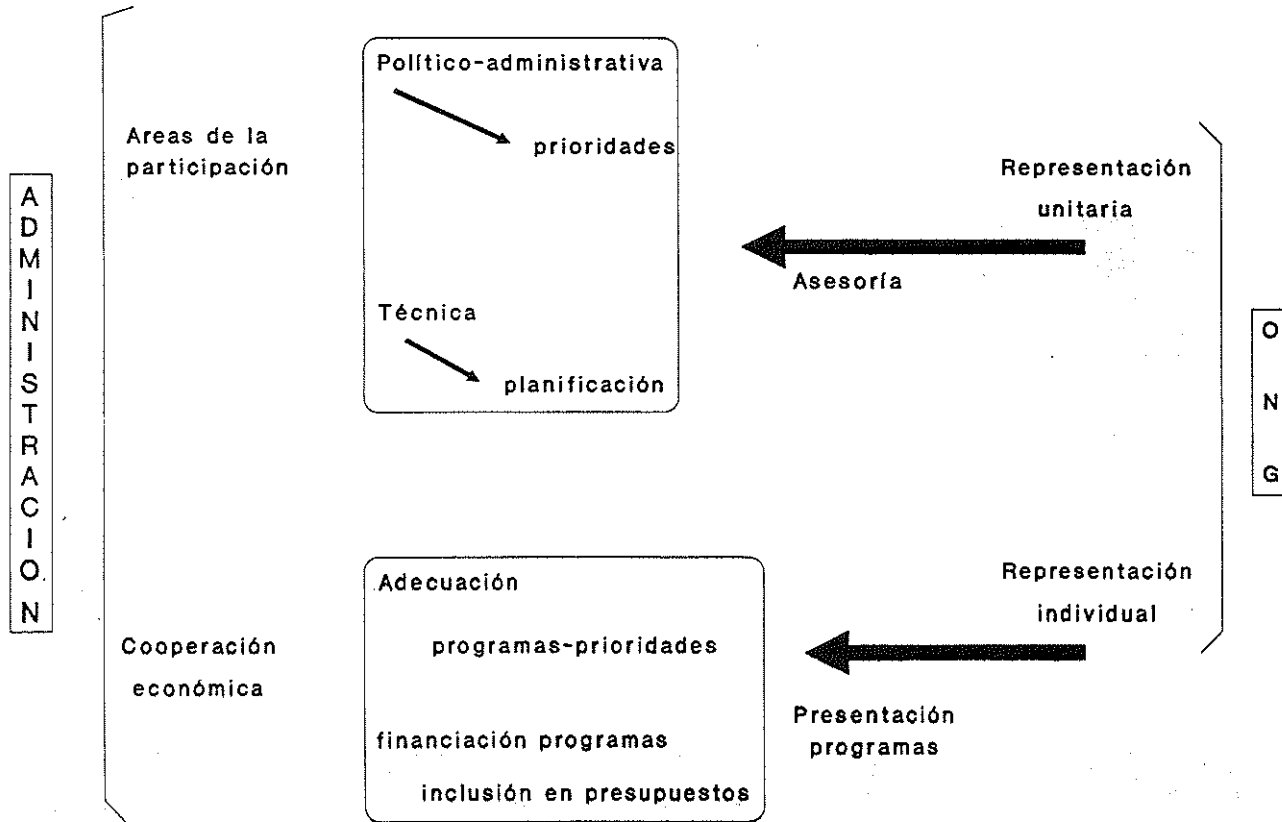 ADMINISTRACION
Areas de la
participación
Político-administrativa
prioridades
Técnica
planificación
Representación
unitaria
Asesoría
ONG
Cooperación
económica
Adecuación
programas-prioridades
financiación programas
inclusión en presupuestos
Representación
individual
Presentación
programas